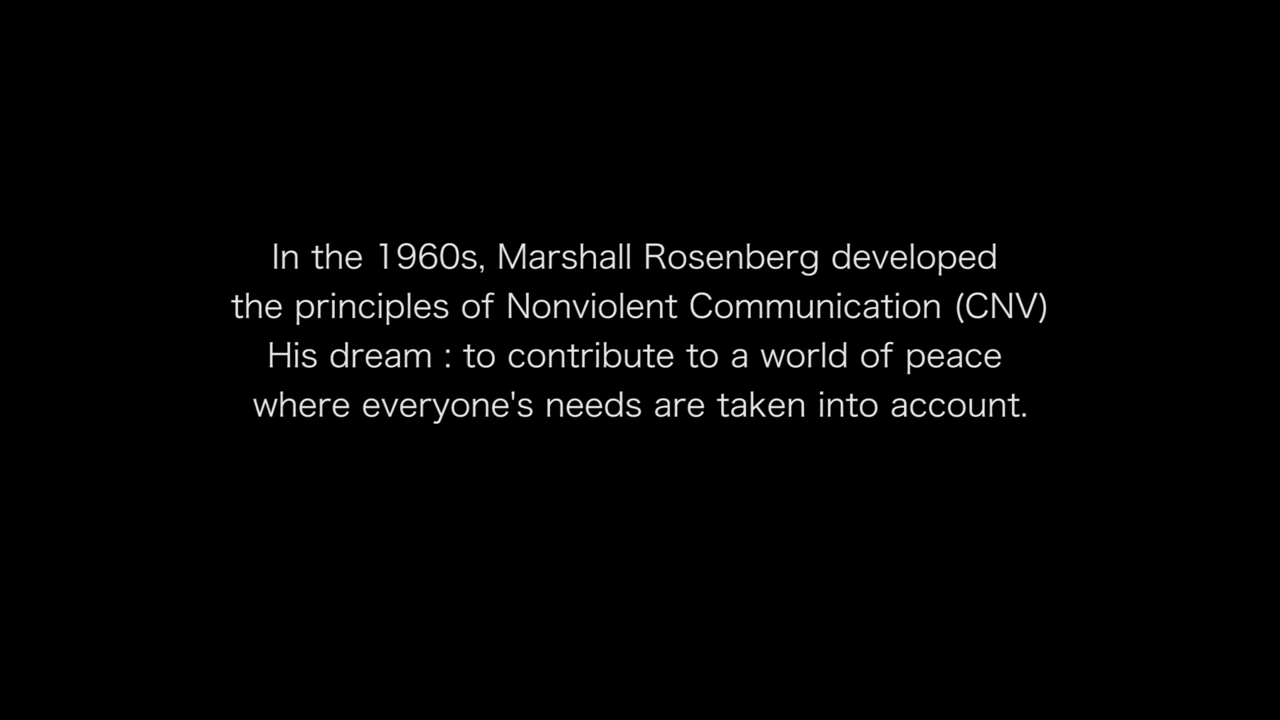 In the 1960s, Marshall Rosenberg developed
the principles of Nonviolent Communication (CNV)
His dream : to contribute to a world of peace
where everyone's needs are taken into account.